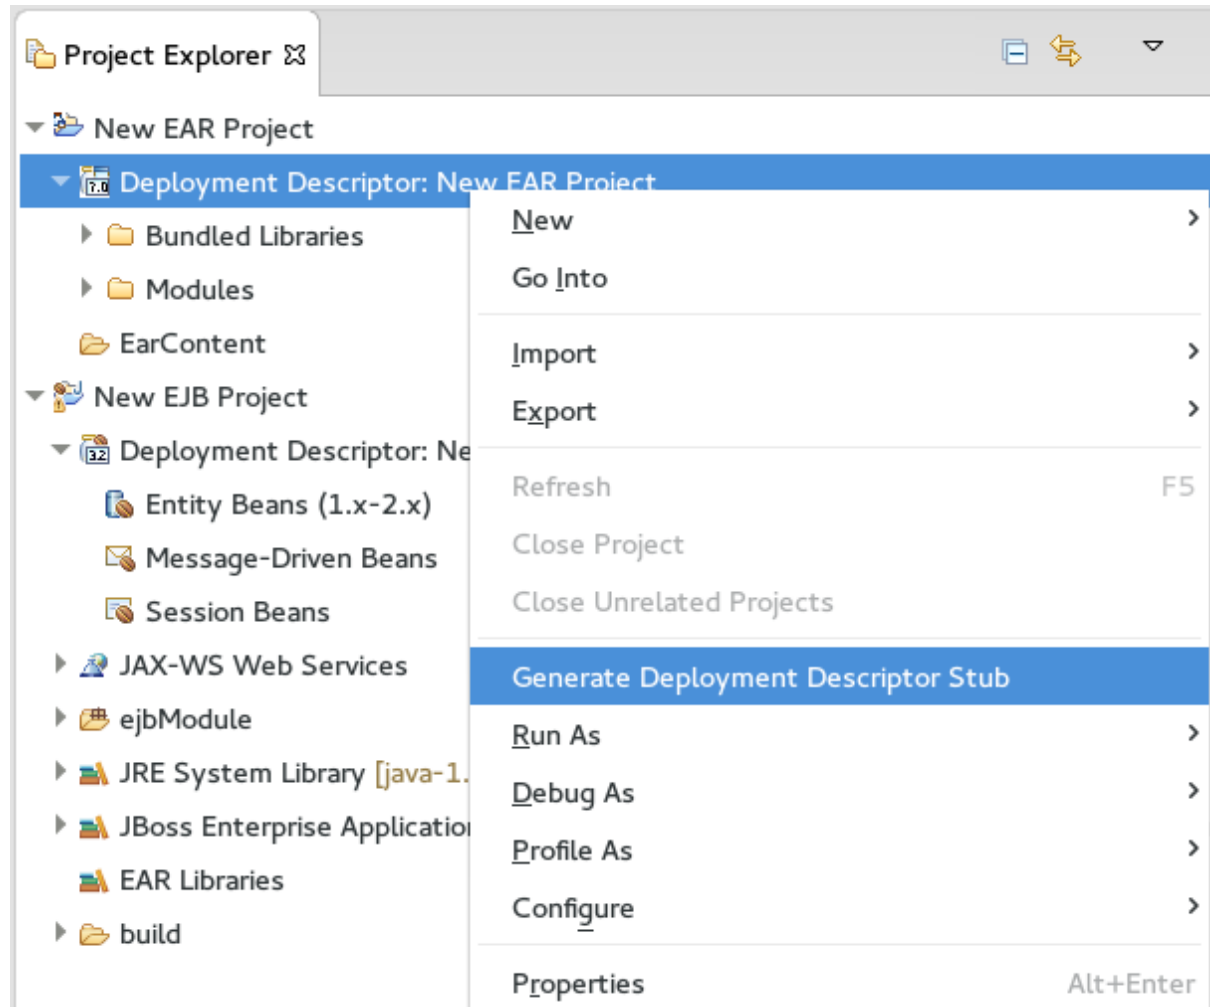 Project Explorer
New EAR Project
Deployment Descriptor: New EAR Project
Bundled Libraries
Modules
EarContent
New EJB Project
Deployment Descriptor: Ne
Entity Beans (1.x-2.x)
Message-Driven Beans
Session Beans
JAX-WS Web Services
ejbModule
JRE System Library [java-1.
JBoss Enterprise Application
EAR Libraries
build
New
Go Into
Import
Export
Refresh F5
Close Project
Close Unrelated Projects
Generate Deployment Descriptor Stub
Run As
Debug As
Profile As
Configure
Properties Alt+Enter